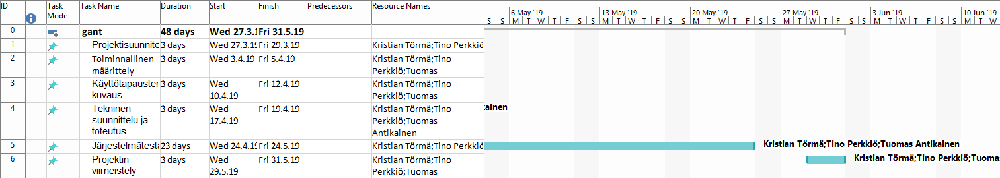 ID Task Mode Task Name Duration Start Finish Predecessors Resource Names
0 gant 48 days Wed 27.3.1 Fri 31.5.19
1 Projektisuunnite 3 days Wed 27.3.19 Fri 29.3.19 Kristian Törmä;Tino Perkkiö
2 Toiminnallinen 3 days Wed 3.4.19 Fri 5.4.19 Kristian Törmä;Tino
määrittely Perkkiö;Tuomas
3 Käyttötapausten 3 days Wed Fri 12.4.19 Kristian Törmä;Tino
kuvaus 10.4.19 Perkkiö;Tuomas
4 Tekninen 3 days Wed Fri 19.4.19 Kristian Törmä;Tino
suunnittelu ja 17.4.19 Perkkiö;Tuomas
toteutus Antikainen
5 Järjestelmätesta 23 days Wed 24.4.19 Fri 24.5.19 Kristian Törmä;Tino Perkkiö
6 Projektin 3 days Wed Fri 31.5.19 Kristian Törmä;Tino
viimeistely 29.5.19 Perkkiö;Tuomas
6 May '19 13 May '19 20 May '19 27 May '19 3 Jun '19 10 Jun '19
S S M T W T F S S M T W T F S S M T W T F S S M T W T F S S M T W T F S S M T W
kainen
Kristian Törmä;Tino Perkkiö;Tuomas Antikainen
Kristian Törmä;Tino Perkkiö;Tuomas